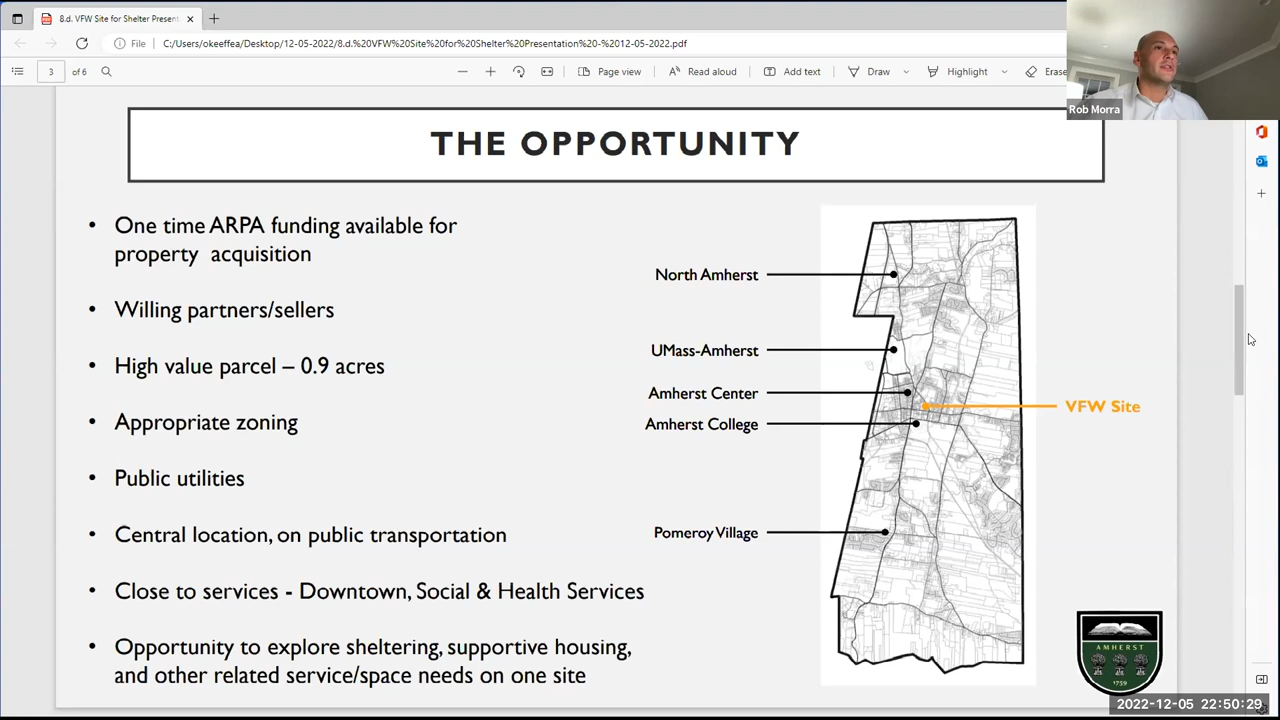 8.d. VFW Site for Shelter Present
File
C:/Users/okeeffea/Desktop/12-05-2022/8.d.%20VFW%20Site%20for%20Shelter%20Presentation%20-%2012-05-2022.pdf
3 of 6
Page view
Read aloud
Add text
Draw
Highlight
Erase
Rob Morra
THE OPPORTUNITY
• One time ARPA funding available for
property acquisition
• Willing partners/sellers
• High value parcel – 0.9 acres
• Appropriate zoning
• Public utilities
• Central location, on public transportation
• Close to services - Downtown, Social & Health Services
• Opportunity to explore sheltering, supportive housing,
and other related service/space needs on one site
North Amherst
UMass-Amherst
Amherst Center
Amherst College
Pomeroy Village
VFW Site
AMHERST
1759
2022-12-05 22:50:29